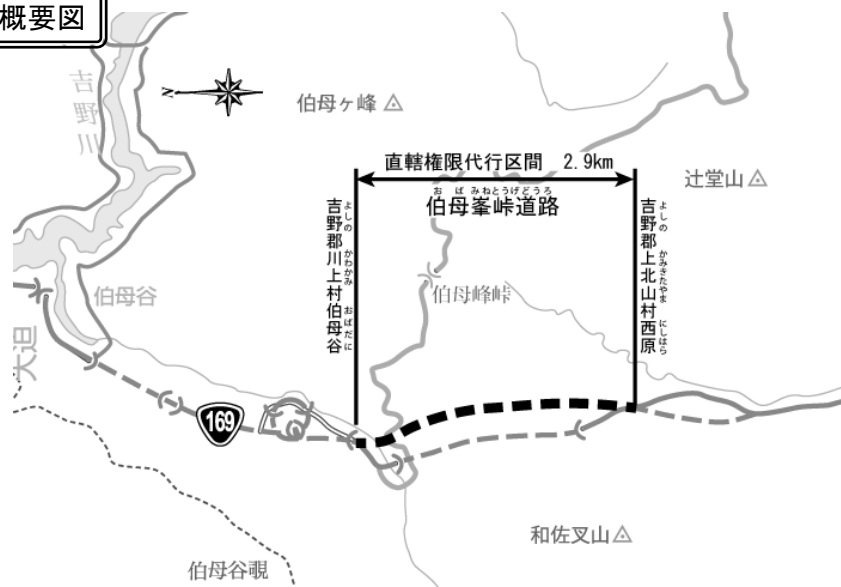 概要図
吉野川
N
伯母ヶ峰
直轄権限代行区間 2.9km
辻堂山
おばみねとうげどうろ
伯母峯峠道路
吉野郡川上村伯母谷
よしの かわかみ おばだに
吉野郡上北山村西原
よしの かみきたやま にしはら
伯母谷
伯母峰峠
大迫
169
和佐又山
伯母谷覗